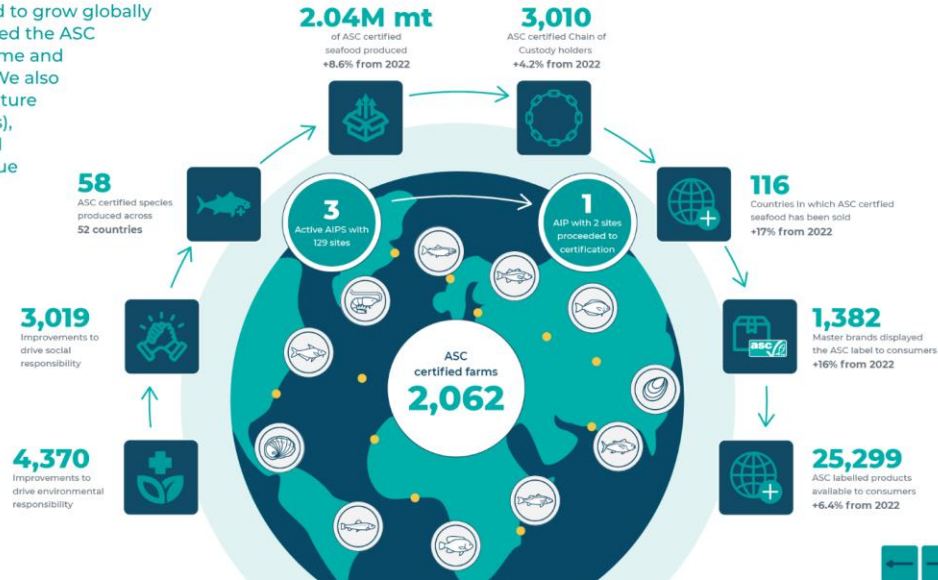 d to grow globally
ed the ASC
me and
We also
ture
s),
ue
2.04M mt
of ASC certified
seafood produced
+8.6% from 2022
3,010
ASC certified Chain of
Custody holders
+4.2% from 2022
58
ASC certified species
produced across
52 countries
3
Active AIPS with
129 sites
1
AIP with 2 sites
proceeded to
certification
116
Countries in which ASC certfied
seafood has been sold
+17% from 2022
3,019
Improvements to
drive social
responsibility
ASC
certified farms
2,062
1,382
Master brands displayed
the ASC label to consumers
+16% from 2022
asc
4,370
Improvements to
drive environmental
responsibility
25,299
ASC labelled products
available to consumers
+6.4% from 2022